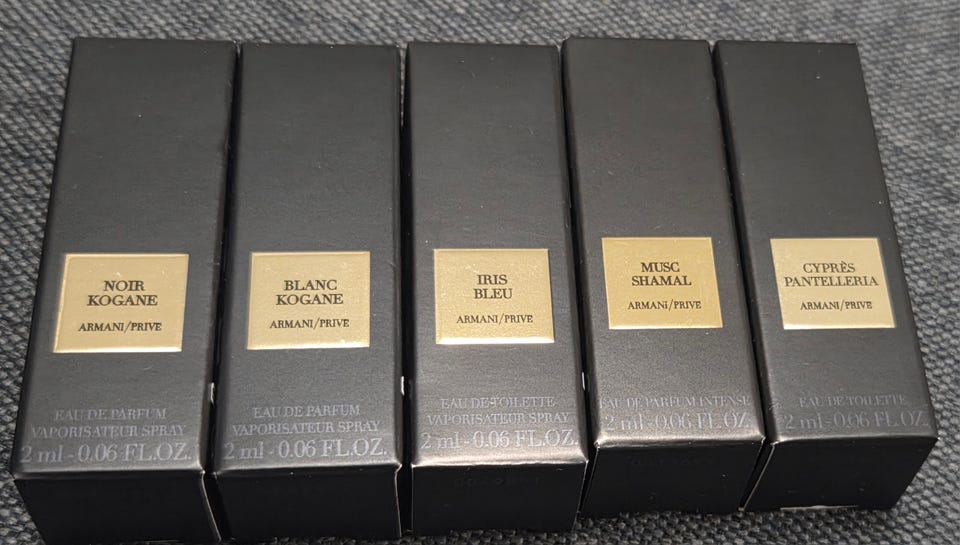 NOIR
KOGANE
ARMANI/PRIVE
EAU DE PARFUM
VAPORISATEUR SPRAY
2 ml - 0.06 FL.OZ.
BLANC
KOGANE
ARMANI/PRIVE
EAU DE PARFUM
VAPORISATEUR SPRAY
2 ml - 0.06 FL.OZ.
IRIS
BLEU
ARMANI/PRIVE
EAU DE TOILETTE
VAPORISATEUR SPRAY
2 ml - 0.06 FL.OZ.
MUSC
SHAMAL
ARMANI/PRIVE
EAU DE PARFUM INTENSE
2 ml - 0.06 FL.OZ.
CYPRÈS
PANTELLERIA
ARMANI/PRIVE
EAU DE TOILETTE
2 ml - 0.06 FL.OZ.